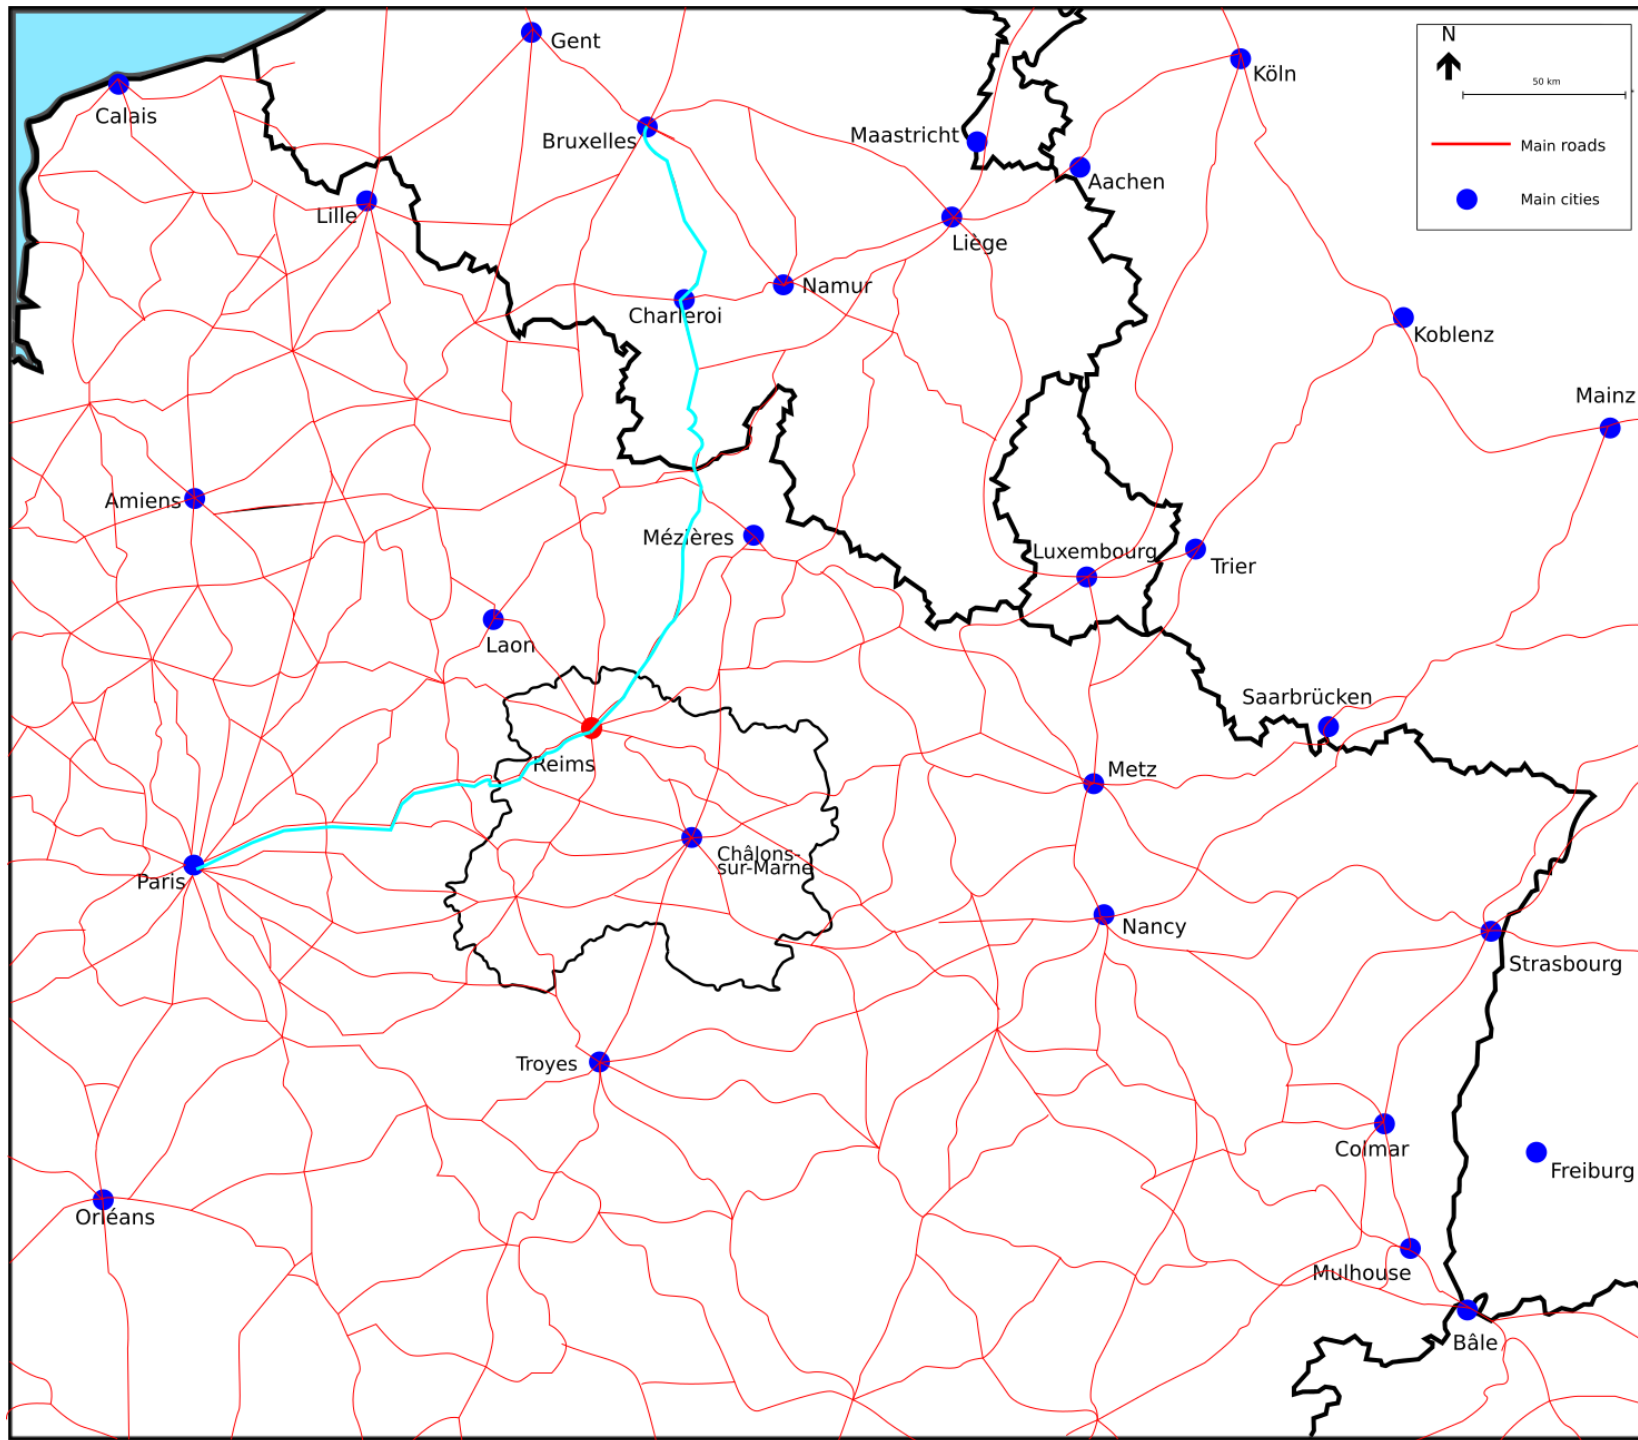 Gent
N
Köln
50 km
Calais
Bruxelles
Maastricht
Main roads
Aachen
Main cities
Lille
Liège
Namur
Charleroi
Koblenz
Mainz
Amiens
Mézières
Luxembourg
Trier
Laon
Saarbrücken
Reims
Metz
Châlons-
sur-Marne
Paris
Nancy
Strasbourg
Troyes
Colmar
Freiburg
Orléans
Mulhouse
Bâle